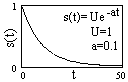 1
s(t)= Ue^-at
U=1
a=0.1
s(t)
0
0
t
50